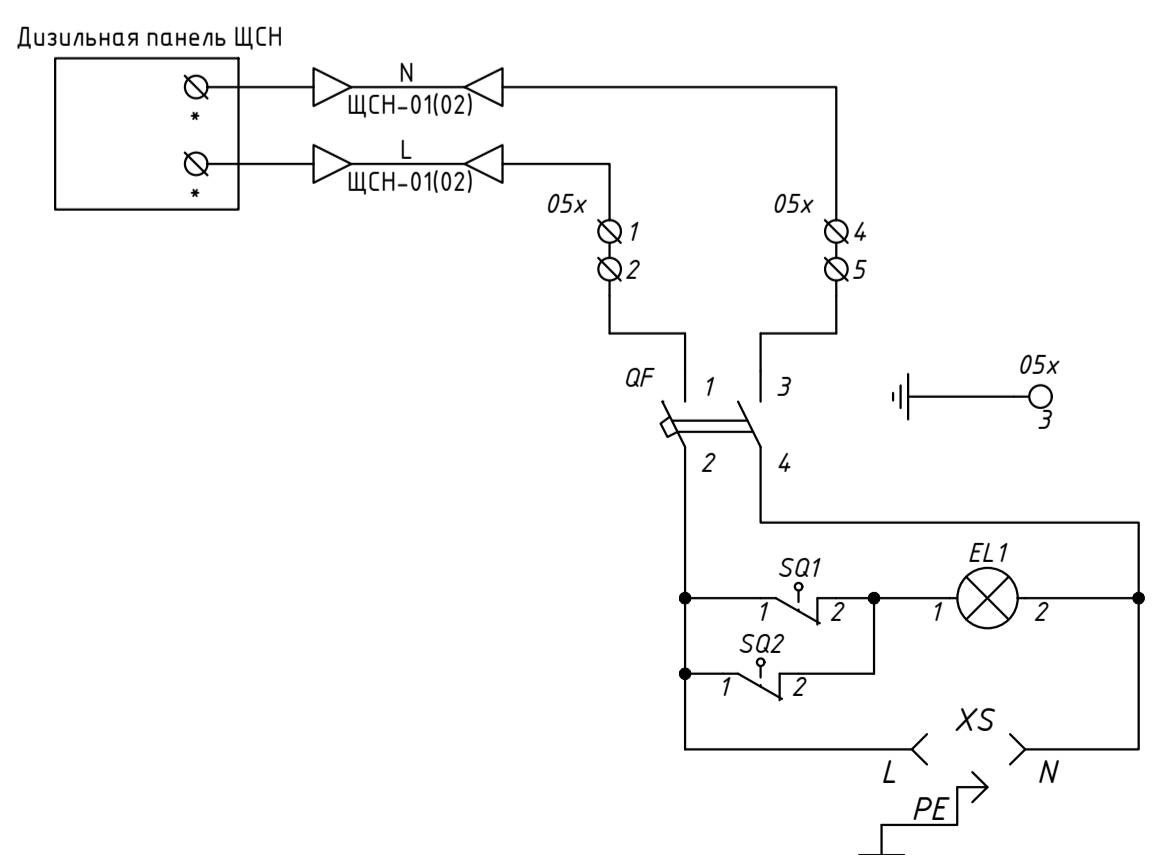 Дизильная панель ЩСН
N
ЩСН-01(02)
*
L
ЩСН-01(02)
*
05х 05х
1 4
2 5
QF 1 3
05х
3
2 4
EL1
SQ1
1 2 1 2
SQ2
1 2
XS
L N
PE